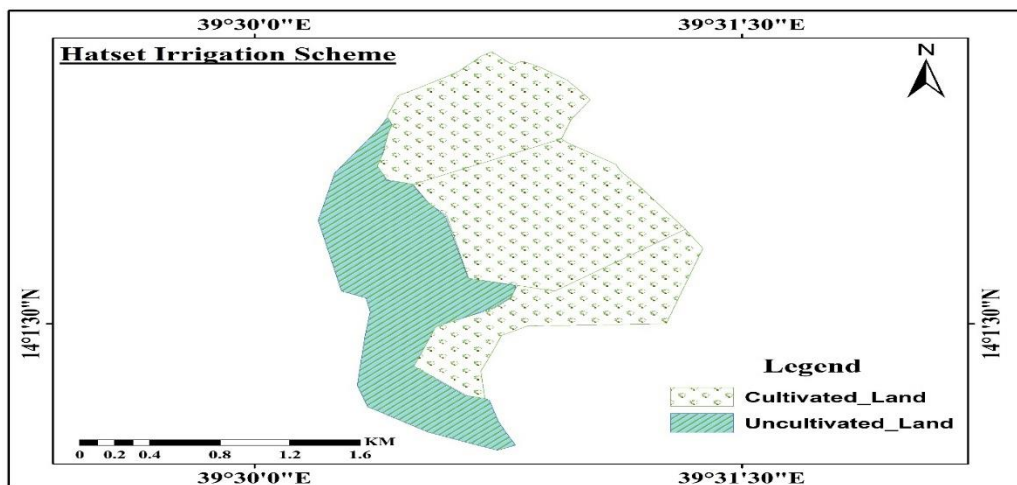 39°30'0"E 39°31'30"E
Hatset Irrigation Scheme
N
14°1'30"N 14°1'30"N
Legend
Cultivated_Land
Uncultivated_Land
KM
0 0.2 0.4 0.8 1.2 1.6
39°30'0"E 39°31'30"E